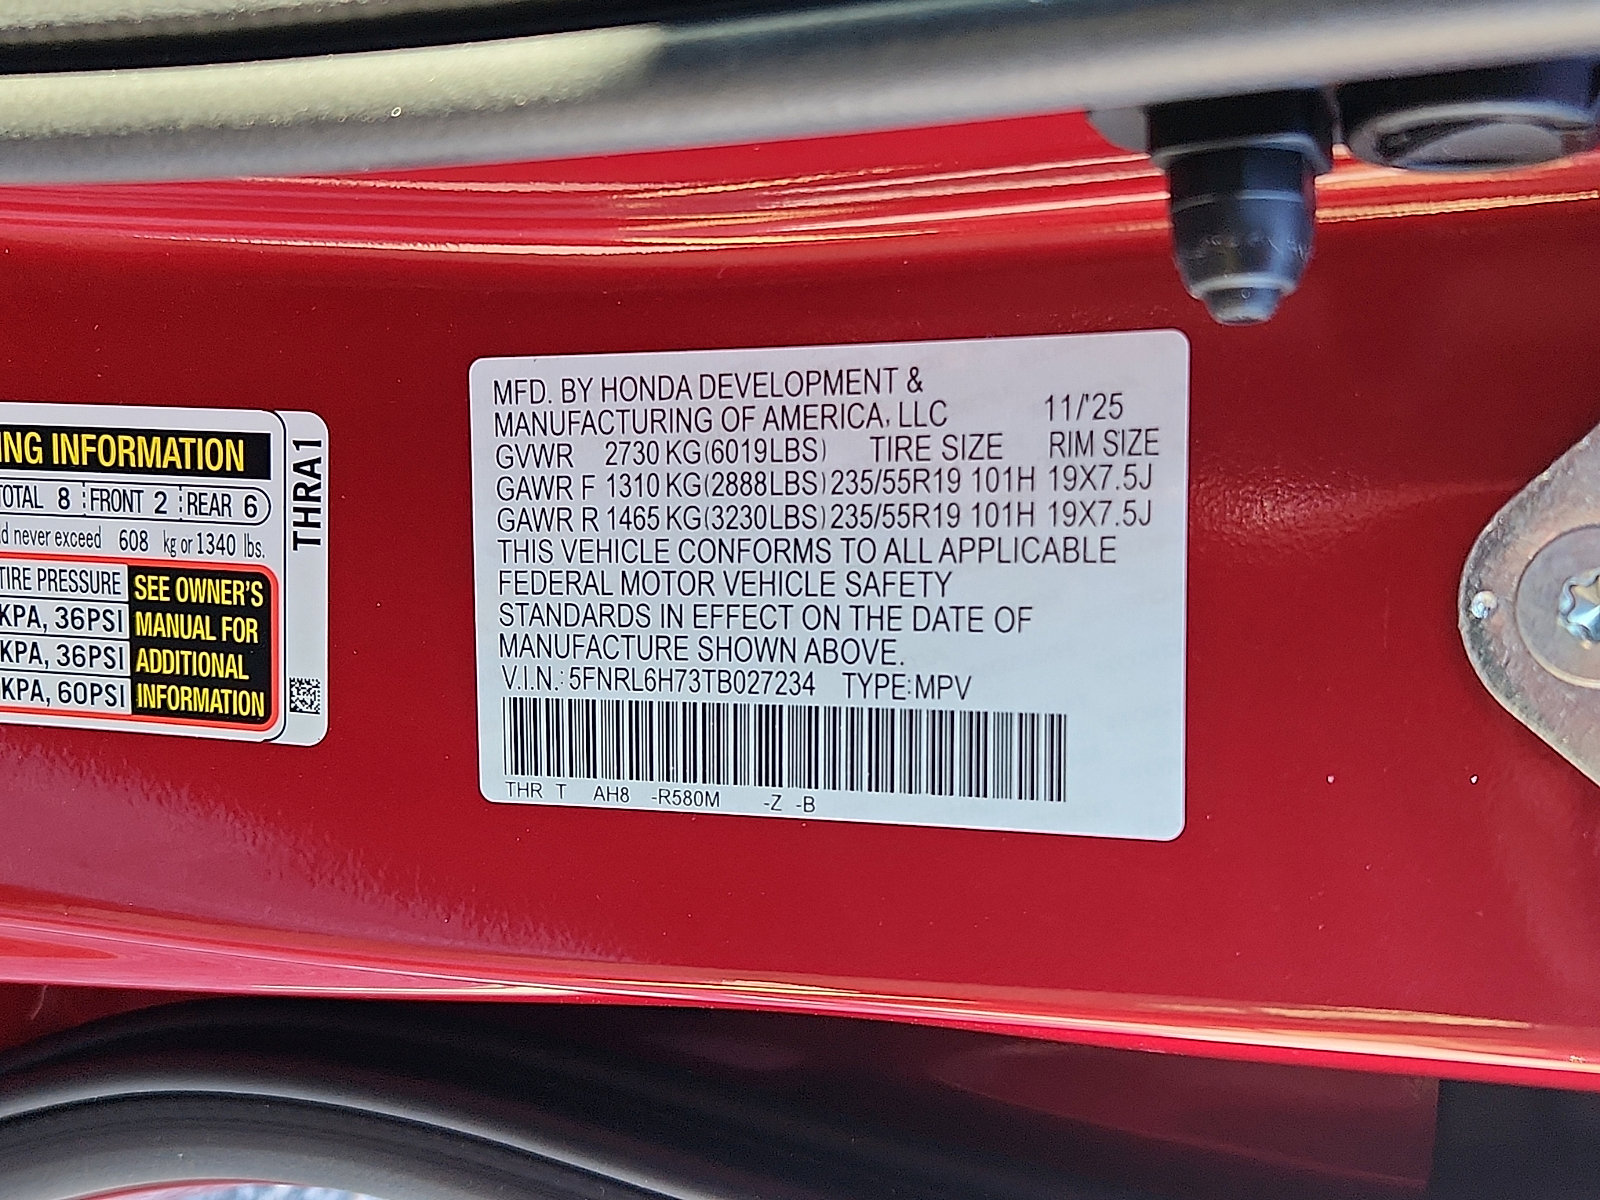 ING INFORMATION
TOTAL 8 FRONT 2 REAR 6
d never exceed 608 kg or 1340 lbs.
TIRE PRESSURE
KPA, 36PSI
KPA, 36PSI
KPA, 60PSI
SEE OWNER'S
MANUAL FOR
ADDITIONAL
INFORMATION
THRA1
MFD. BY HONDA DEVELOPMENT &
MANUFACTURING OF AMERICA, LLC 11/'25
GVWR 2730 KG(6019LBS) TIRE SIZE RIM SIZE
GAWR F 1310 KG(2888LBS) 235/55R19 101H 19X7.5J
GAWR R 1465 KG(3230LBS) 235/55R19 101H 19X7.5J
THIS VEHICLE CONFORMS TO ALL APPLICABLE
FEDERAL MOTOR VEHICLE SAFETY
STANDARDS IN EFFECT ON THE DATE OF
MANUFACTURE SHOWN ABOVE.
V.I.N.: 5FNRL6H73TB027234 TYPE:MPV
THR T AH8 -R580M -Z -B